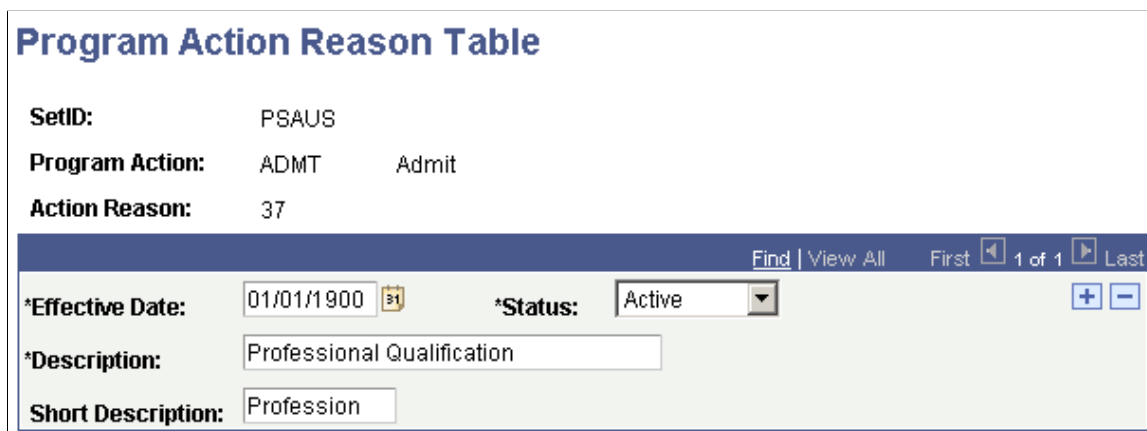 Program Action Reason Table
SetID: PSAUS
Program Action: ADMT Admit
Action Reason: 37
Find | View All First 1 of 1 Last
*Effective Date: 01/01/1900 31 *Status: Active
*Description: Professional Qualification
Short Description: Profession